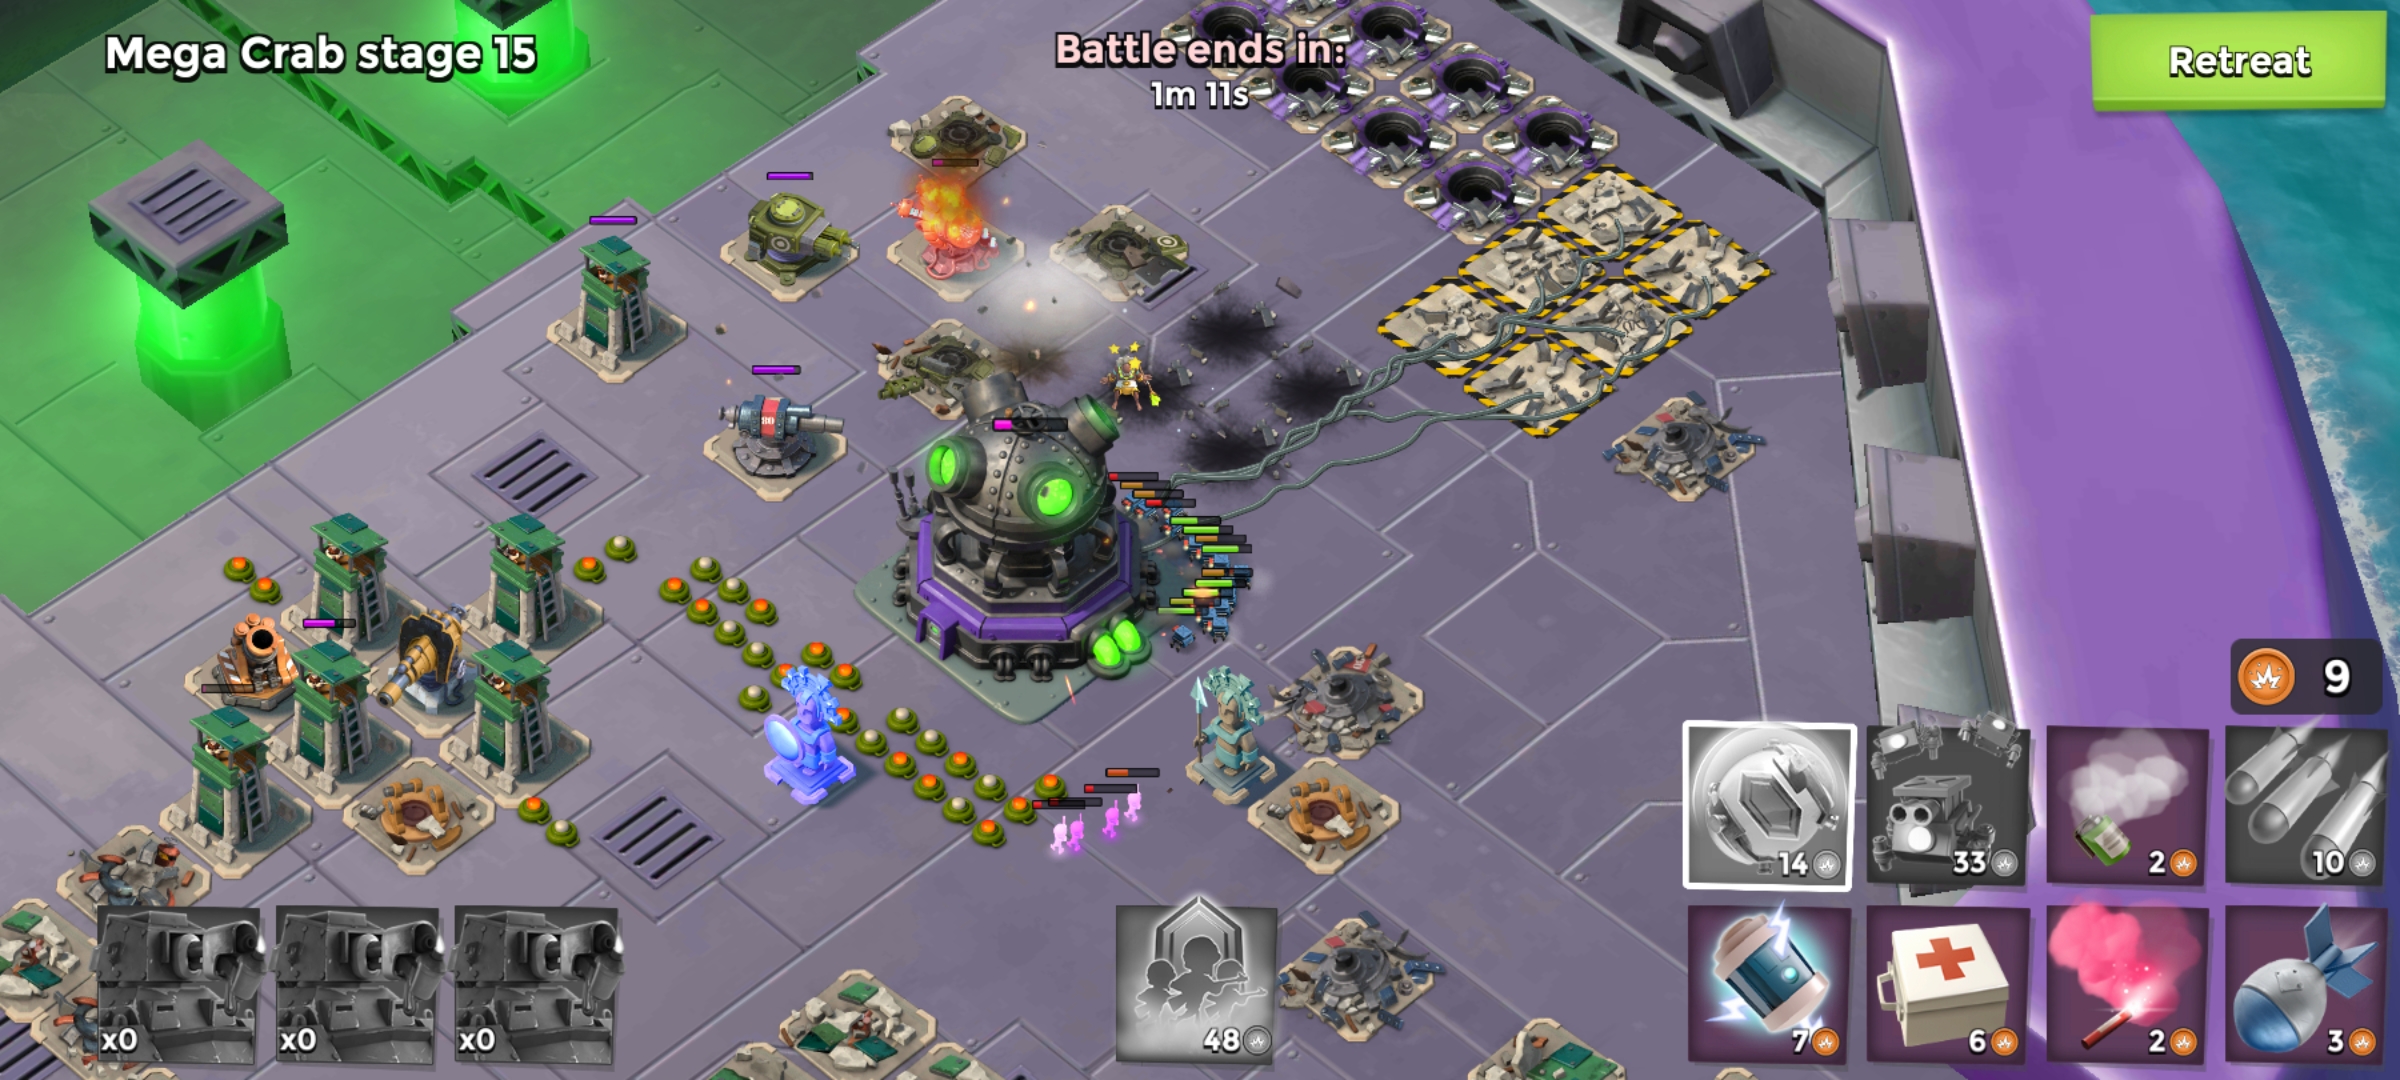 Mega Crab stage 15
Battle ends in:
1m 11s
Retreat
9
14
33
2
10
7
6
2
3
x0
x0
x0
48